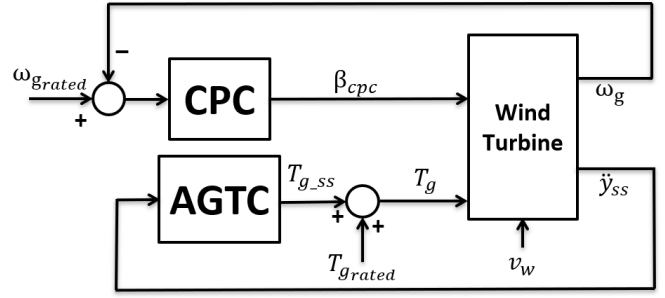 −
ω_g_rated
+
CPC
β_cpc
Wind
Turbine
ω_g
AGTC
T_g_ss
+
+
T_g
ÿ_ss
T_g_rated
v_w